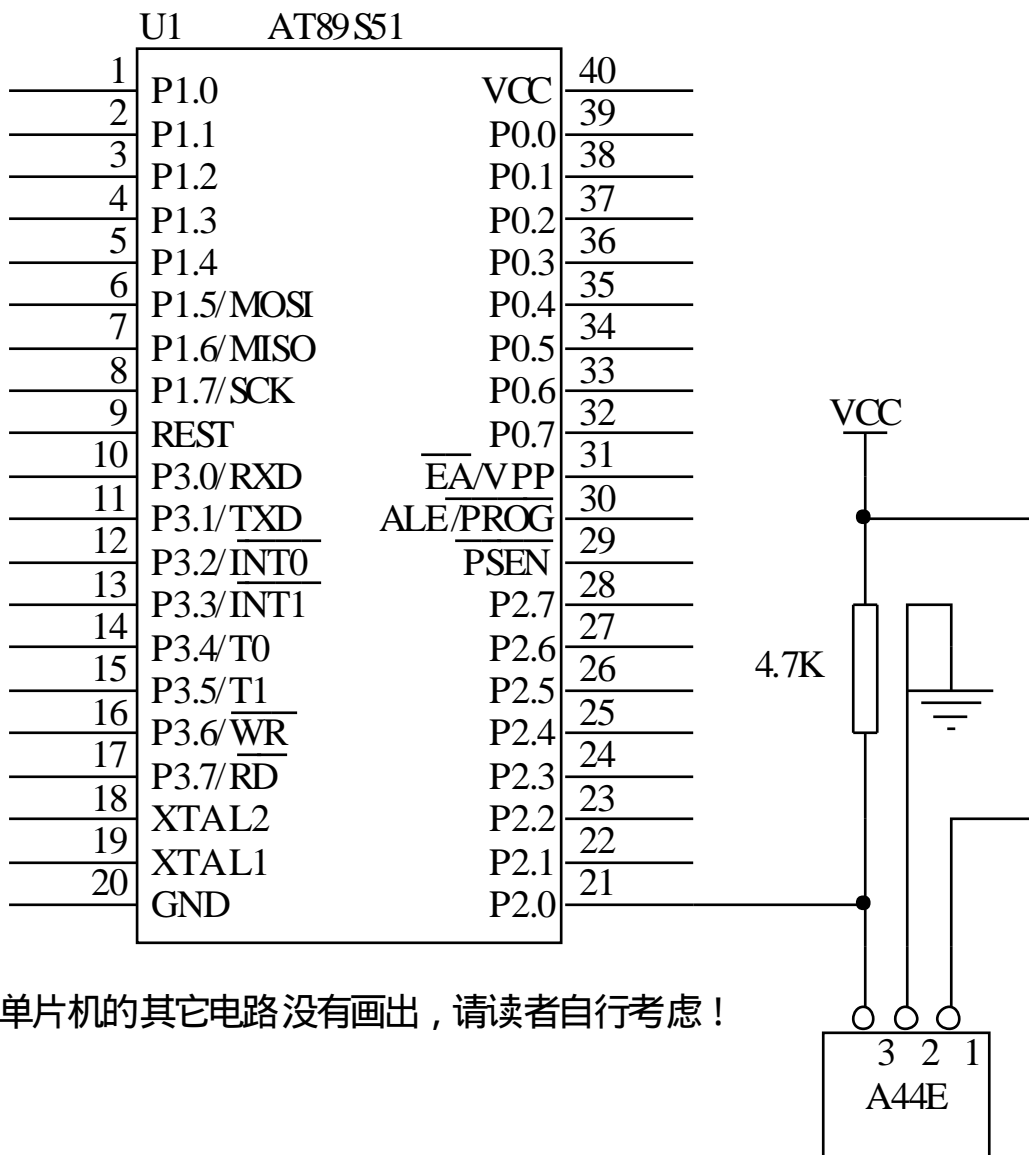 U1 AT89S51
1 P1.0 VCC 40
2 P1.1 P0.0 39
3 P1.2 P0.1 38
4 P1.3 P0.2 37
5 P1.4 P0.3 36
6 P1.5/MOSI P0.4 35
7 P1.6/MISO P0.5 34
8 P1.7/SCK P0.6 33
9 REST P0.7 32
10 P3.0/RXD EA/VPP 31
11 P3.1/TXD ALE/PROG 30
12 P3.2/INT0 PSEN 29
13 P3.3/INT1 P2.7 28
14 P3.4/T0 P2.6 27
15 P3.5/T1 P2.5 26
16 P3.6/WR P2.4 25
17 P3.7/RD P2.3 24
18 XTAL2 P2.2 23
19 XTAL1 P2.1 22
20 GND P2.0 21
VCC
4.7K
单片机的其它电路没有画出，请读者自行考虑！
3 2 1
A44E